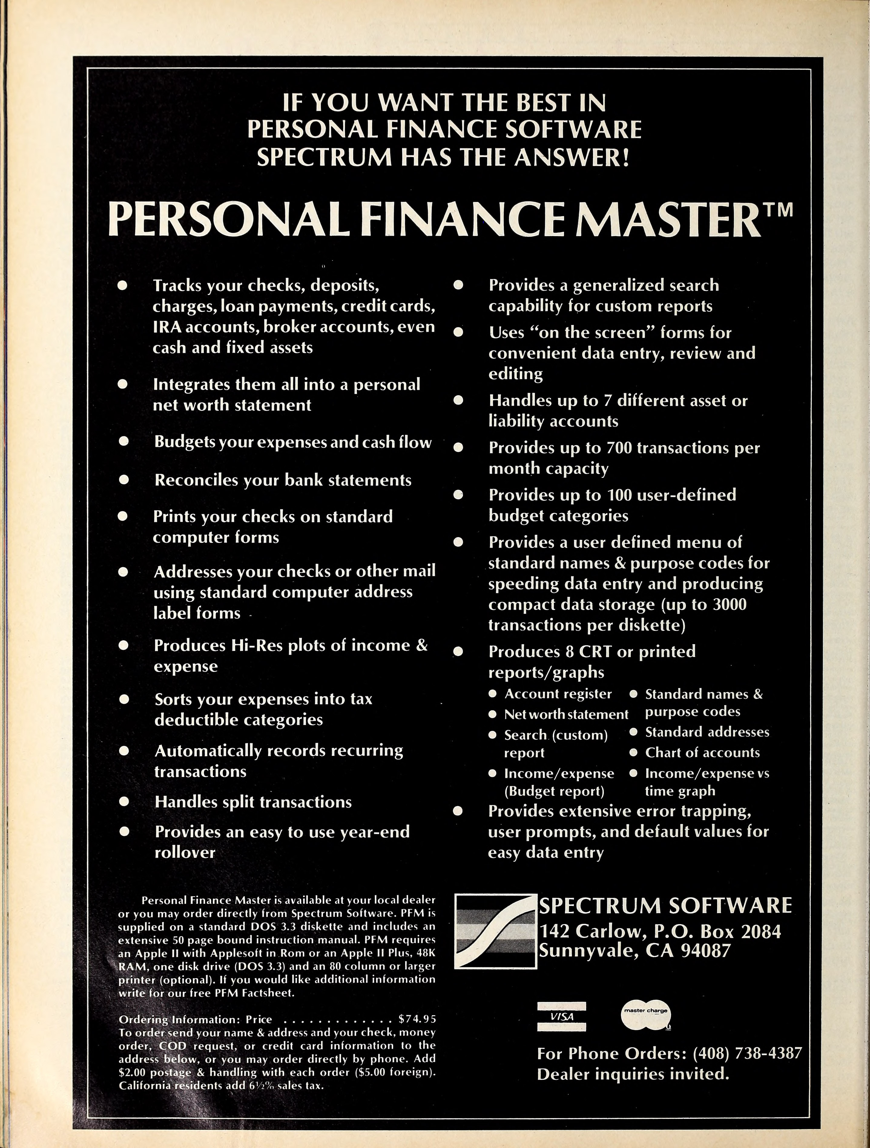 IF YOU WANT THE BEST IN
PERSONAL FINANCE SOFTWARE
SPECTRUM HAS THE ANSWER!
PERSONAL FINANCE MASTER™
● Tracks your checks, deposits,
charges, loan payments, credit cards,
IRA accounts, broker accounts, even
cash and fixed assets
● Integrates them all into a personal
net worth statement
● Budgets your expenses and cash flow
● Reconciles your bank statements
● Prints your checks on standard
computer forms
● Addresses your checks or other mail
using standard computer address
label forms
● Produces Hi-Res plots of income &
expense
● Sorts your expenses into tax
deductible categories
● Automatically records recurring
transactions
● Handles split transactions
● Provides an easy to use year-end
rollover
● Provides a generalized search
capability for custom reports
● Uses “on the screen” forms for
convenient data entry, review and
editing
● Handles up to 7 different asset or
liability accounts
● Provides up to 700 transactions per
month capacity
● Provides up to 100 user-defined
budget categories
● Provides a user defined menu of
standard names & purpose codes for
speeding data entry and producing
compact data storage (up to 3000
transactions per diskette)
● Produces 8 CRT or printed
reports/graphs
● Account register
● Net worth statement
● Search (custom)
report
● Income/expense
(Budget report)
● Standard names &
purpose codes
● Standard addresses
● Chart of accounts
● Income/expense vs
time graph
● Provides extensive error trapping,
user prompts, and default values for
easy data entry
Personal Finance Master is available at your local dealer
or you may order directly from Spectrum Software. PFM is
supplied on a standard DOS 3.3 diskette and includes an
extensive 50 page bound instruction manual. PFM requires
an Apple II with Applesoft in Rom or an Apple II Plus, 48K
RAM, one disk drive (DOS 3.3) and an 80 column or larger
printer (optional). If you would like additional information
write for our free PFM Factsheet.
Ordering Information: Price . . . . . . . . . . . . . $74.95
To order send your name & address and your check, money
order, COD request, or credit card information to the
address below, or you may order directly by phone. Add
$2.00 postage & handling with each order ($5.00 foreign).
California residents add 6½% sales tax.
SPECTRUM SOFTWARE
142 Carlow, P.O. Box 2084
Sunnyvale, CA 94087
VISA
master charge
For Phone Orders: (408) 738-4387
Dealer inquiries invited.